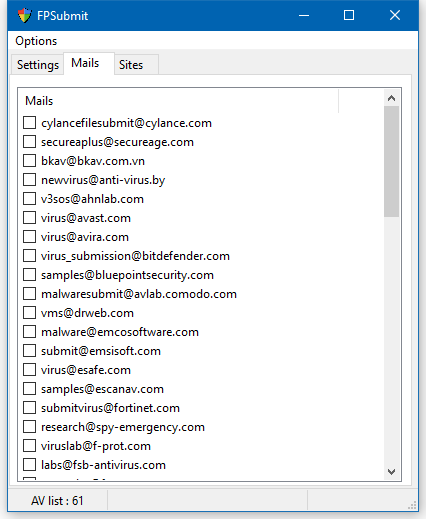 FPSubmit
Options
Settings Mails Sites
Mails
cylancefilesubmit@cylance.com
secureaplus@secureage.com
bkav@bkav.com.vn
newvirus@anti-virus.by
v3sos@ahnlab.com
virus@avast.com
virus@avira.com
virus_submission@bitdefender.com
samples@bluepointsecurity.com
malwaresubmit@avlab.comodo.com
vms@drweb.com
malware@emcosoftware.com
submit@emsisoft.com
virus@esafe.com
samples@escanav.com
submitvirus@fortinet.com
research@spy-emergency.com
viruslab@f-prot.com
labs@fsb-antivirus.com
AV list : 61